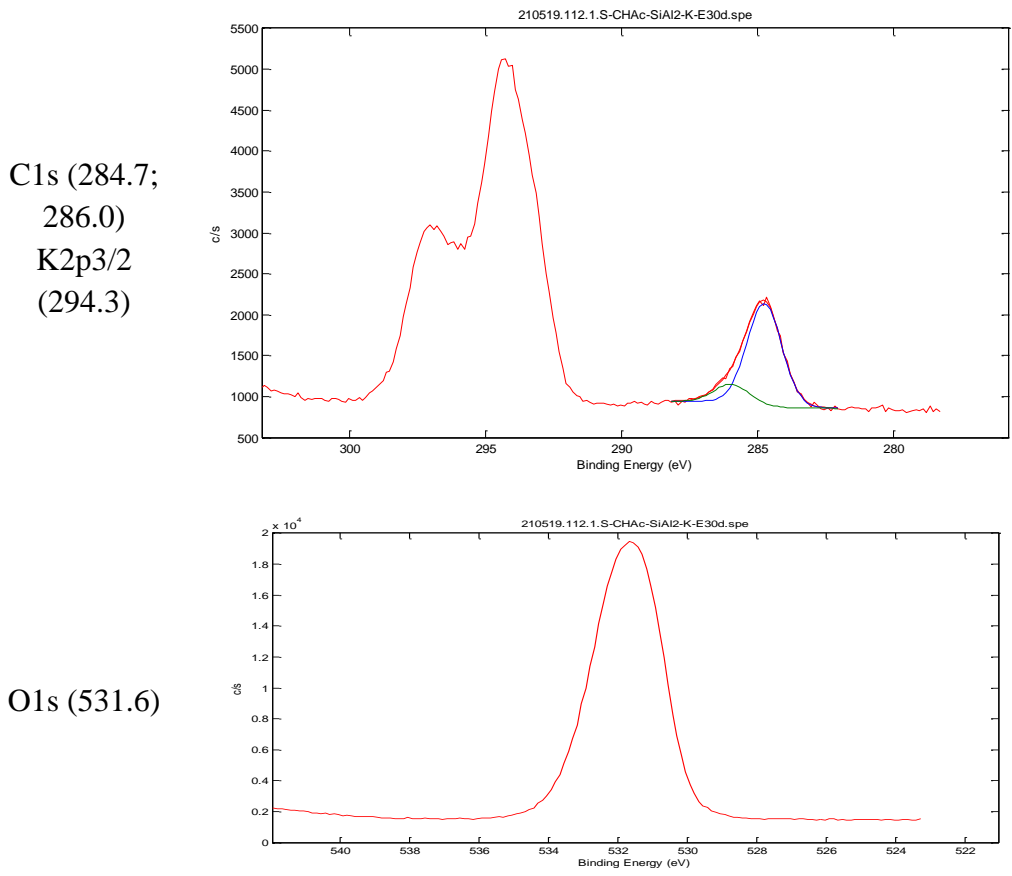 210519.112.1.S-CHAc-SiAl2-K-E30d.spe
C1s (284.7;
286.0)
K2p3/2
(294.3)
c/s
5500
5000
4500
4000
3500
3000
2500
2000
1500
1000
500
300 295 290 285 280
Binding Energy (eV)
210519.112.1.S-CHAc-SiAl2-K-E30d.spe
x 10^4
O1s (531.6)
c/s
2
1.8
1.6
1.4
1.2
1
0.8
0.6
0.4
0.2
0
540 538 536 534 532 530 528 526 524 522
Binding Energy (eV)